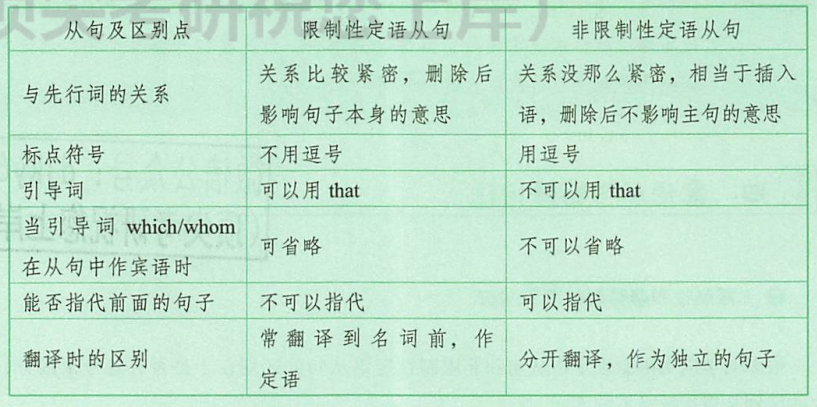 从句及区别点 限制性定语从句 非限制性定语从句
与先行词的关系 关系比较紧密，删除后 关系没那么紧密，相当于插入
影响句子本身的意思 语，删除后不影响主句的意思
标点符号 不用逗号 用逗号
引导词 可以用 that 不可以用 that
当引导词 which/whom 可省略 不可以省略
在从句中作宾语时
能否指代前面的句子 不可以指代 可以指代
翻译时的区别 常翻译到名词前，作 分开翻译，作为独立的句子
定语